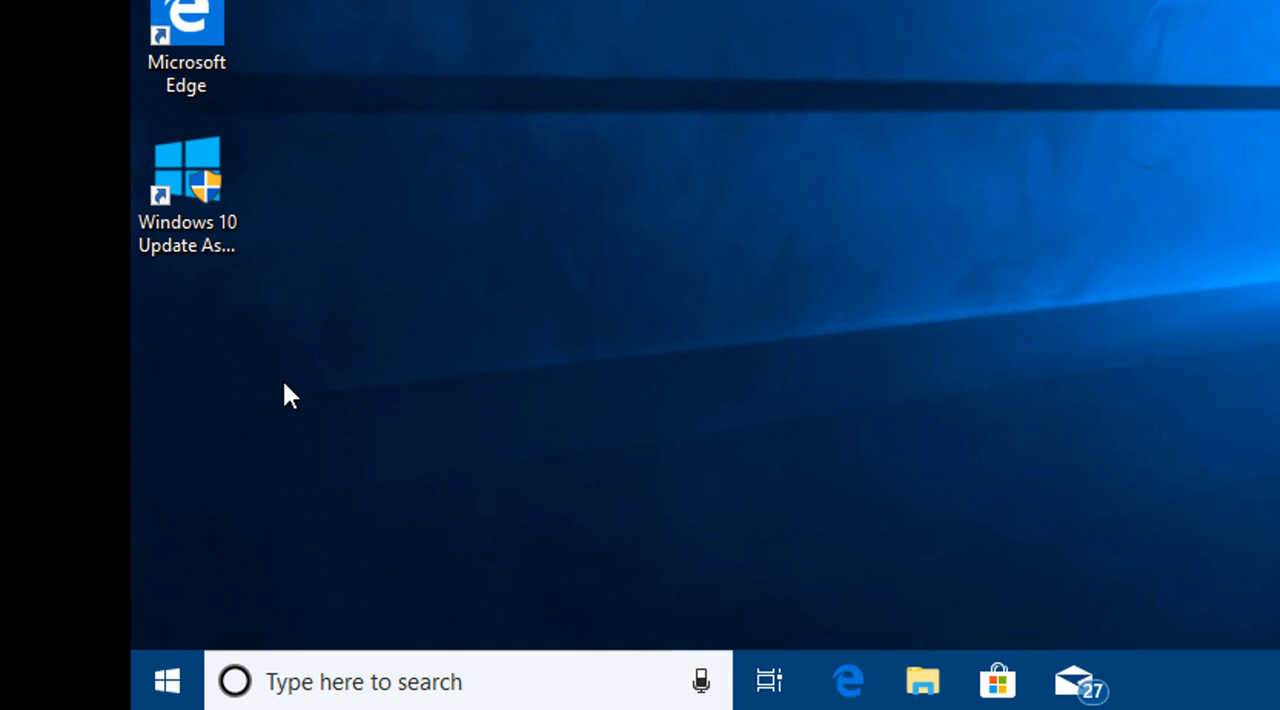 Microsoft
Edge
Windows 10
Update As...
Type here to search
27